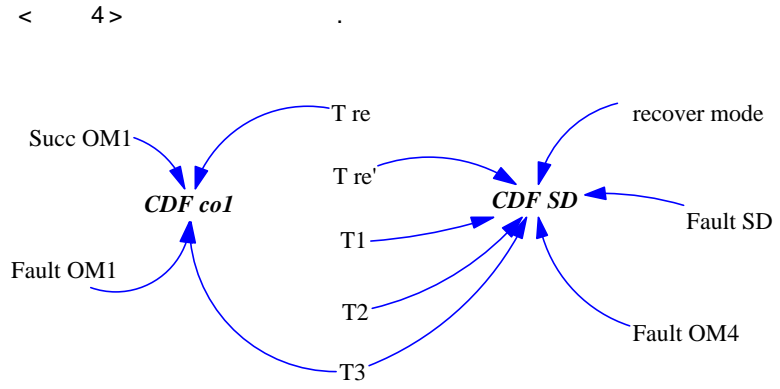 < 4> .
T re
recover mode
Succ OM1
T re'
CDF co1
CDF SD
Fault SD
T1
Fault OM1
T2
Fault OM4
T3